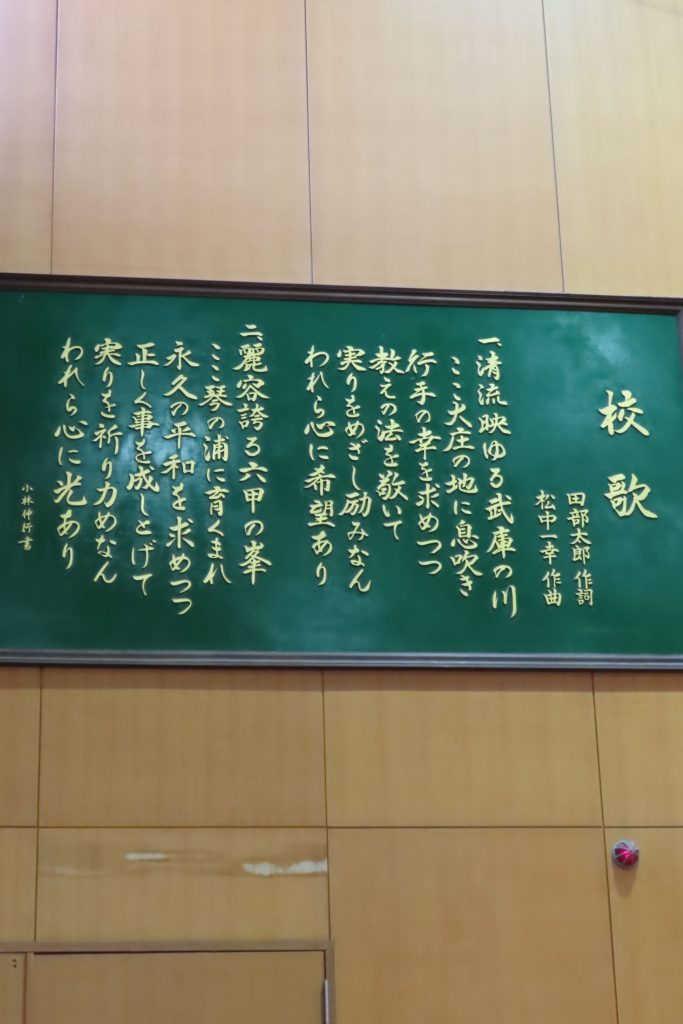 校歌
田部太郎 作詞
松中一幸 作曲
一、清流映ゆる武庫の川
ここ大庄の地に息吹き
行手の幸を求めつつ
教えの法を敬いて
実りをめざし励みなん
われら心に希望あり
二、麗容誇ろ六甲の峯
ここ琴の浦に育くまれ
永久の平和を求めつつ
正しく事を成しとげて
実りを祈り力めなん
われら心に光あり
小林伸行書